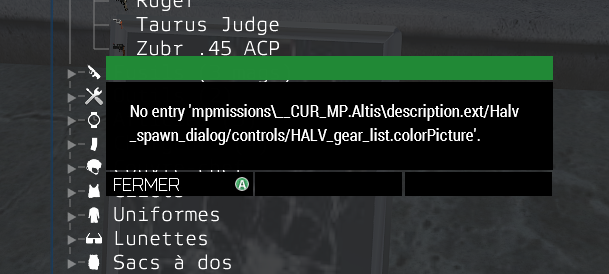 Ruger
Taurus Judge
Zubr .45 ACP
No entry 'mpmissions\__CUR_MP.Altis\description.ext/Halv
_spawn_dialog/controls/HALV_gear_list.colorPicture'.
FERMER A
Uniformes
Lunettes
Sacs à dos